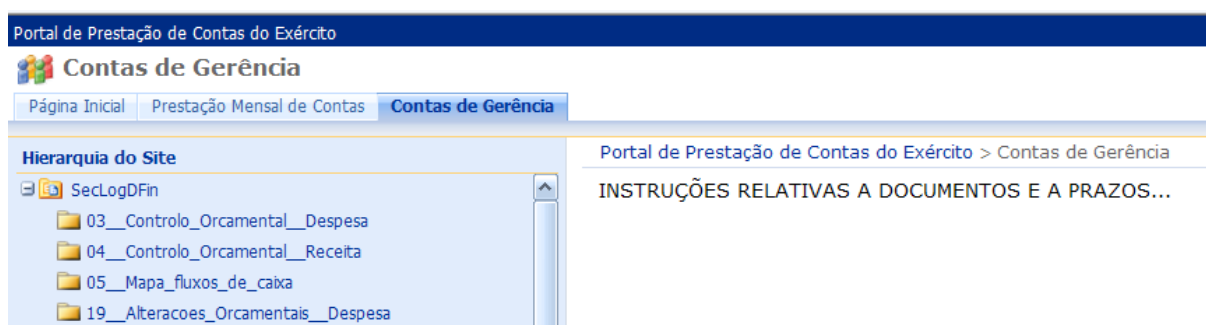 Portal de Prestação de Contas do Exército
Contas de Gerência
Página Inicial Prestação Mensal de Contas Contas de Gerência
Hierarquia do Site
SecLogDFin
03__Controlo_Orcamental__Despesa
04__Controlo_Orcamental__Receita
05__Mapa_fluxos_de_caixa
19__Alteracoes_Orcamentais__Despesa
Portal de Prestação de Contas do Exército > Contas de Gerência
INSTRUÇÕES RELATIVAS A DOCUMENTOS E A PRAZOS...